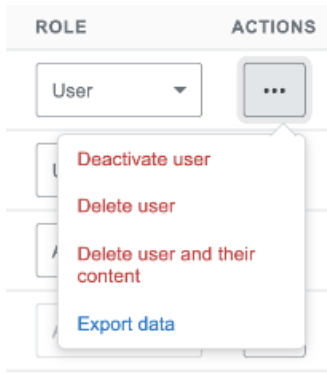 ROLE ACTIONS
User ...
Deactivate user
Delete user
Delete user and their
content
Export data